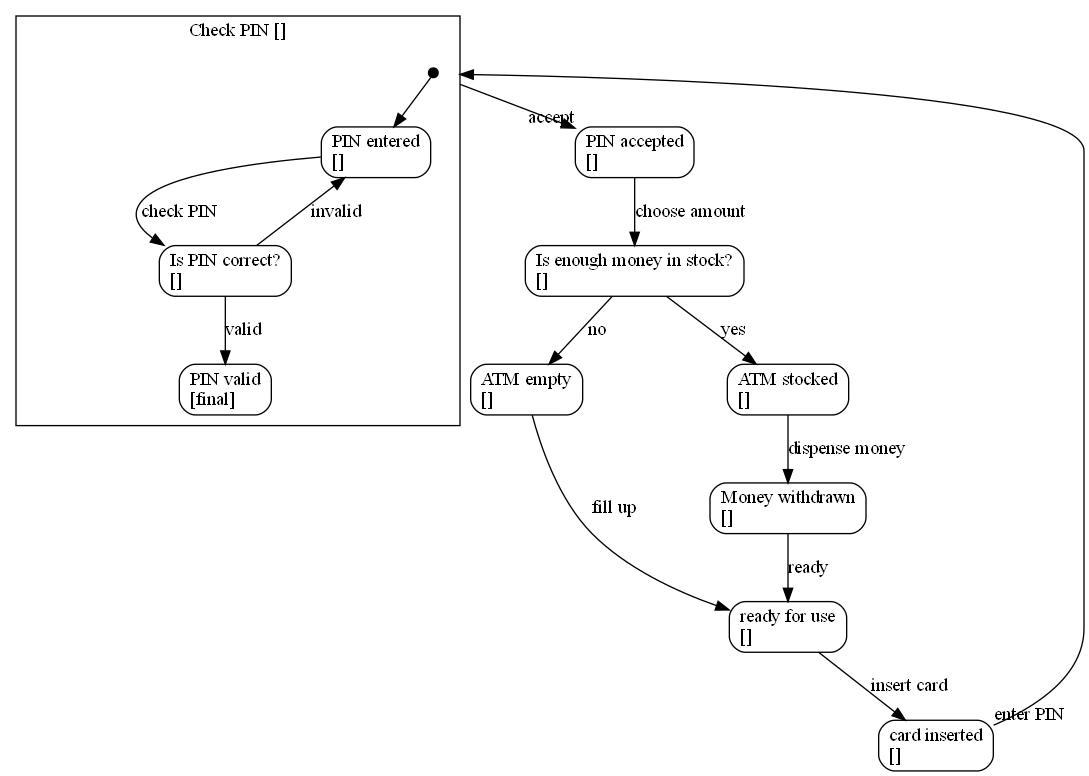 Check PIN []
accept
PIN entered
[]
PIN accepted
[]
check PIN
invalid
choose amount
Is PIN correct?
[]
Is enough money in stock?
[]
valid
no
yes
PIN valid
[final]
ATM empty
[]
ATM stocked
[]
dispense money
Money withdrawn
[]
fill up
ready
ready for use
[]
insert card
enter PIN
card inserted
[]